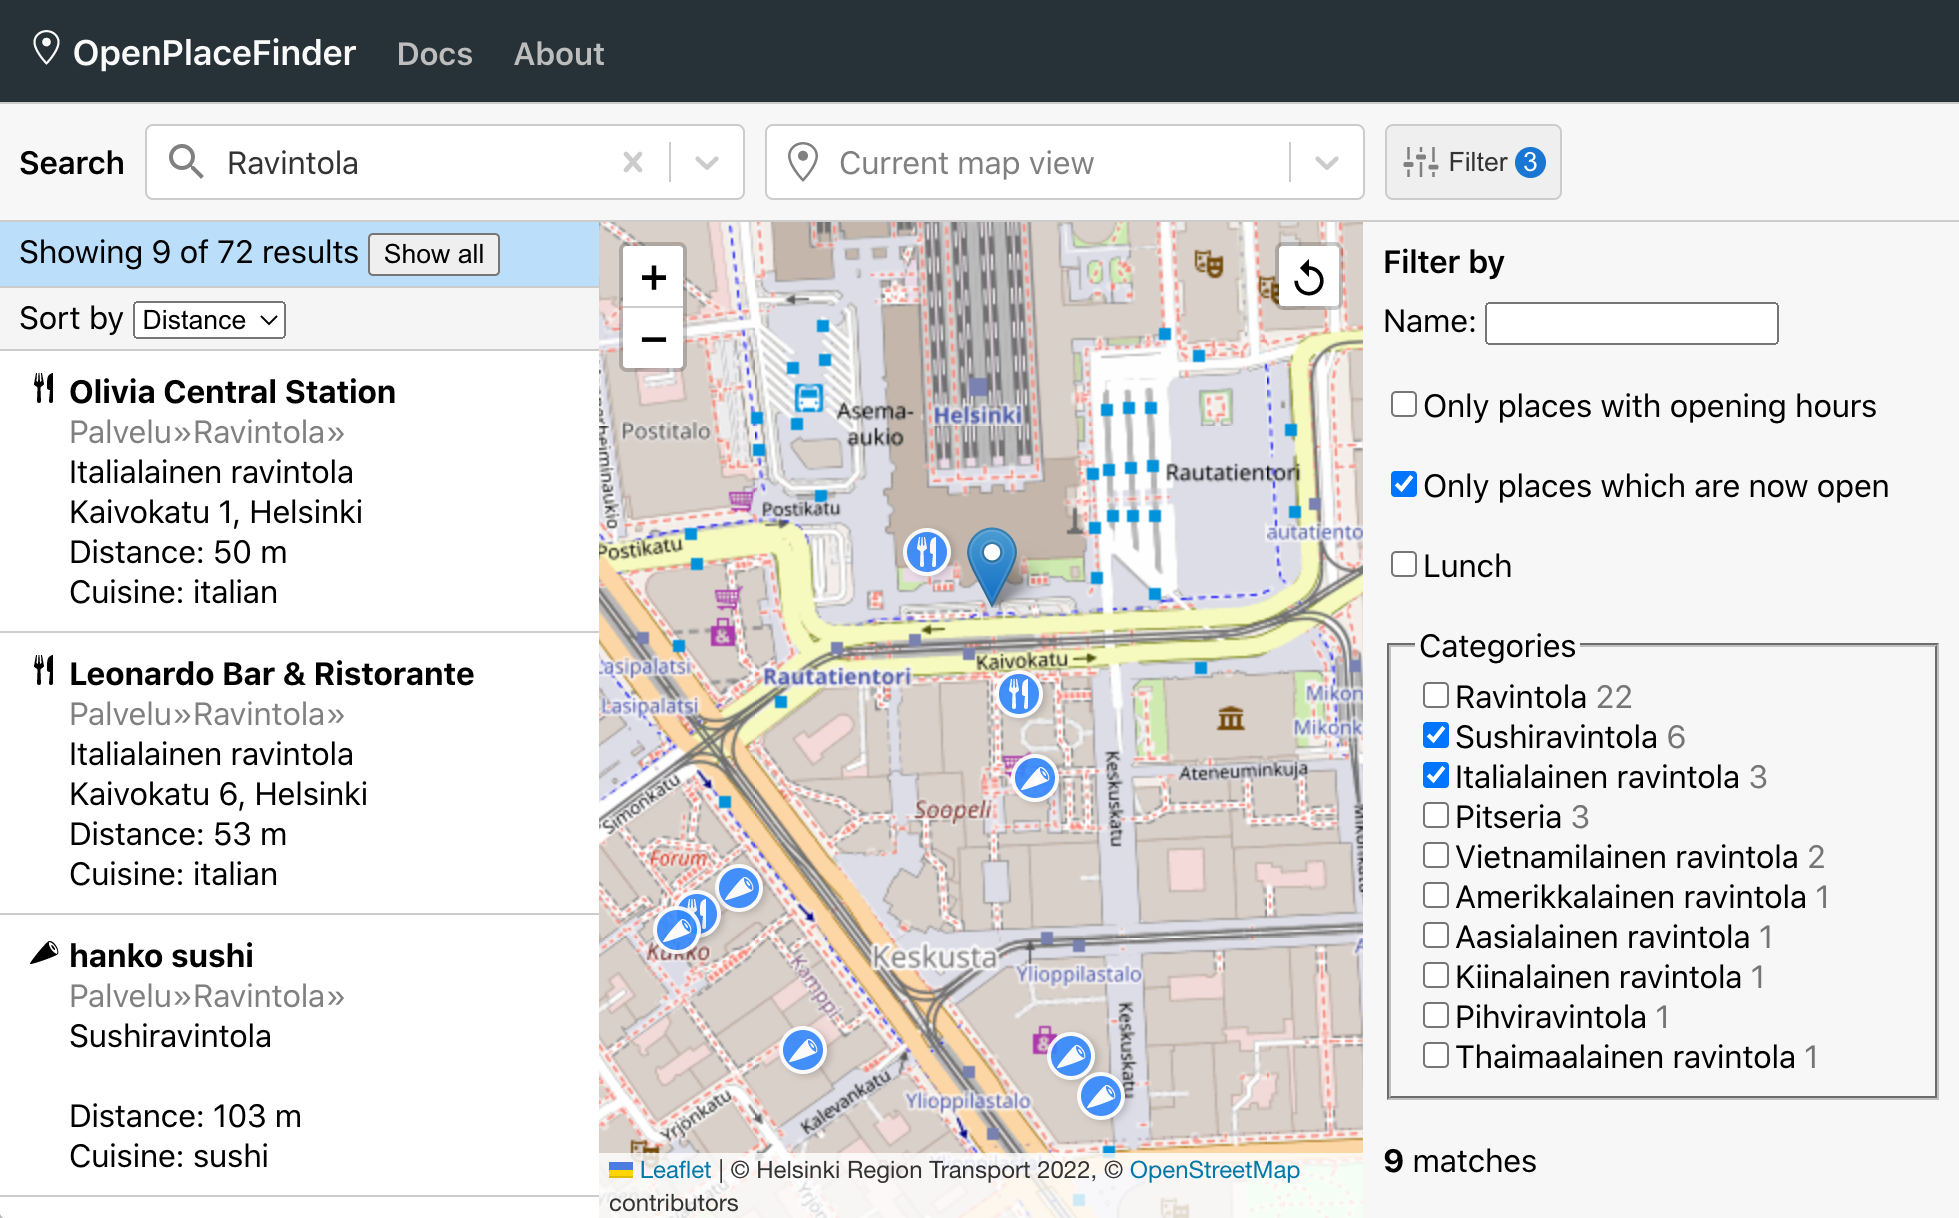 OpenPlaceFinder Docs About
Search Ravintola Current map view Filter 3
Showing 9 of 72 results Show all
Sort by Distance
Olivia Central Station
Palvelu»Ravintola»
Italialainen ravintola
Kaivokatu 1, Helsinki
Distance: 50 m
Cuisine: italian
Leonardo Bar & Ristorante
Palvelu»Ravintola»
Italialainen ravintola
Kaivokatu 6, Helsinki
Distance: 53 m
Cuisine: italian
hanko sushi
Palvelu»Ravintola»
Sushiravintola
Distance: 103 m
Cuisine: sushi
+
−
Asema-
aukio
Helsinki
Postitalo
Rautatientori
Postikatu
Postikatu
Kaivokatu
Rautatientori
Lasipalatsi
Simonkatu
Ateneuminkuja
Keskuskatu
Soopeli
Forum
Kukko
Kamppi
Keskusta
Ylioppilastalo
Keskuskatu
Ylioppilastalo
Kalevankatu
Yrjönkatu
Leaflet | © Helsinki Region Transport 2022, © OpenStreetMap
contributors
Filter by
Name:
Only places with opening hours
Only places which are now open
Lunch
Categories
Ravintola 22
Sushiravintola 6
Italialainen ravintola 3
Pitseria 3
Vietnamilainen ravintola 2
Amerikkalainen ravintola 1
Aasialainen ravintola 1
Kiinalainen ravintola 1
Pihviravintola 1
Thaimaalainen ravintola 1
9 matches